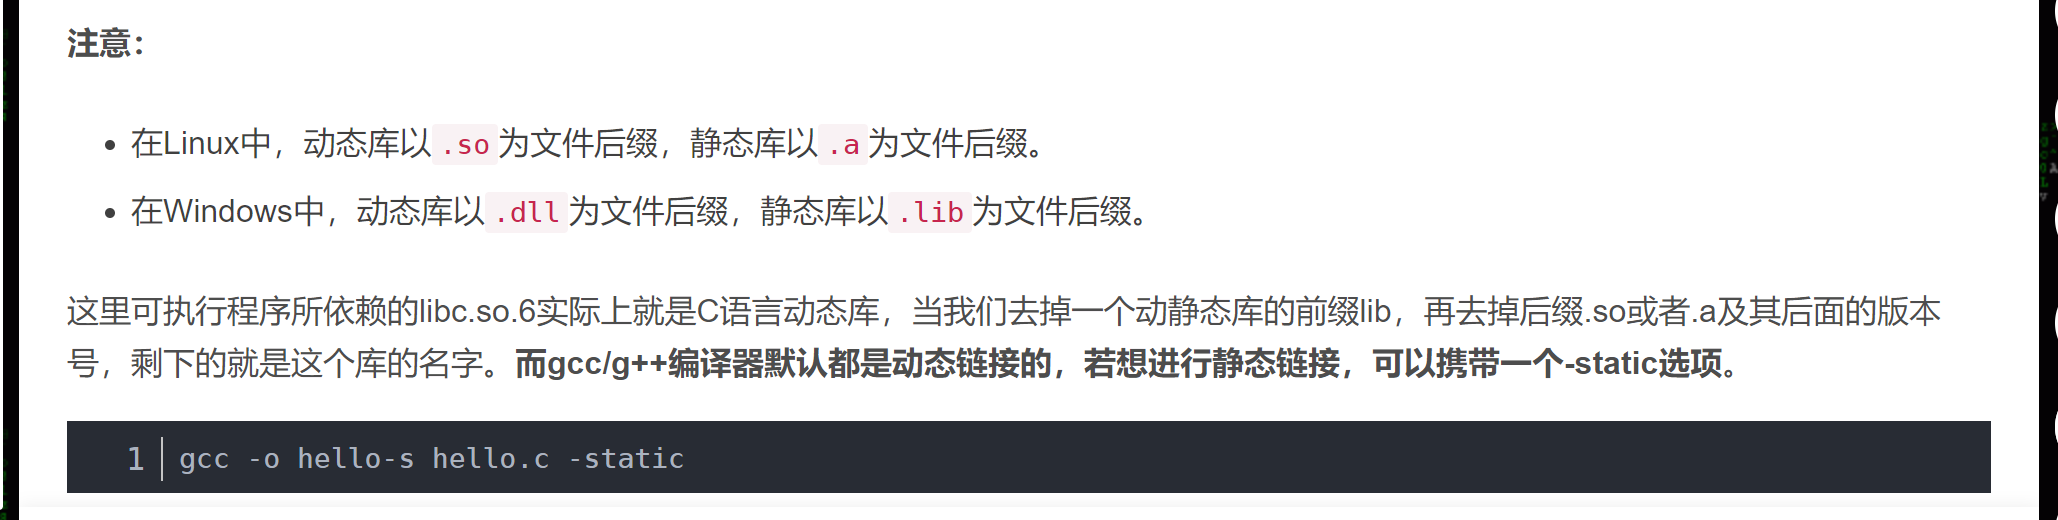 注意：
在Linux中，动态库以.so为文件后缀，静态库以.a为文件后缀。
在Windows中，动态库以.dll为文件后缀，静态库以.lib为文件后缀。
这里可执行程序所依赖的libc.so.6实际上就是C语言动态库，当我们去掉一个动静态库的前缀lib，再去掉后缀.so或者.a及其后面的版本
号，剩下的就是这个库的名字。而gcc/g++编译器默认都是动态链接的，若想进行静态链接，可以携带一个-static选项。
1 gcc -o hello-s hello.c -static